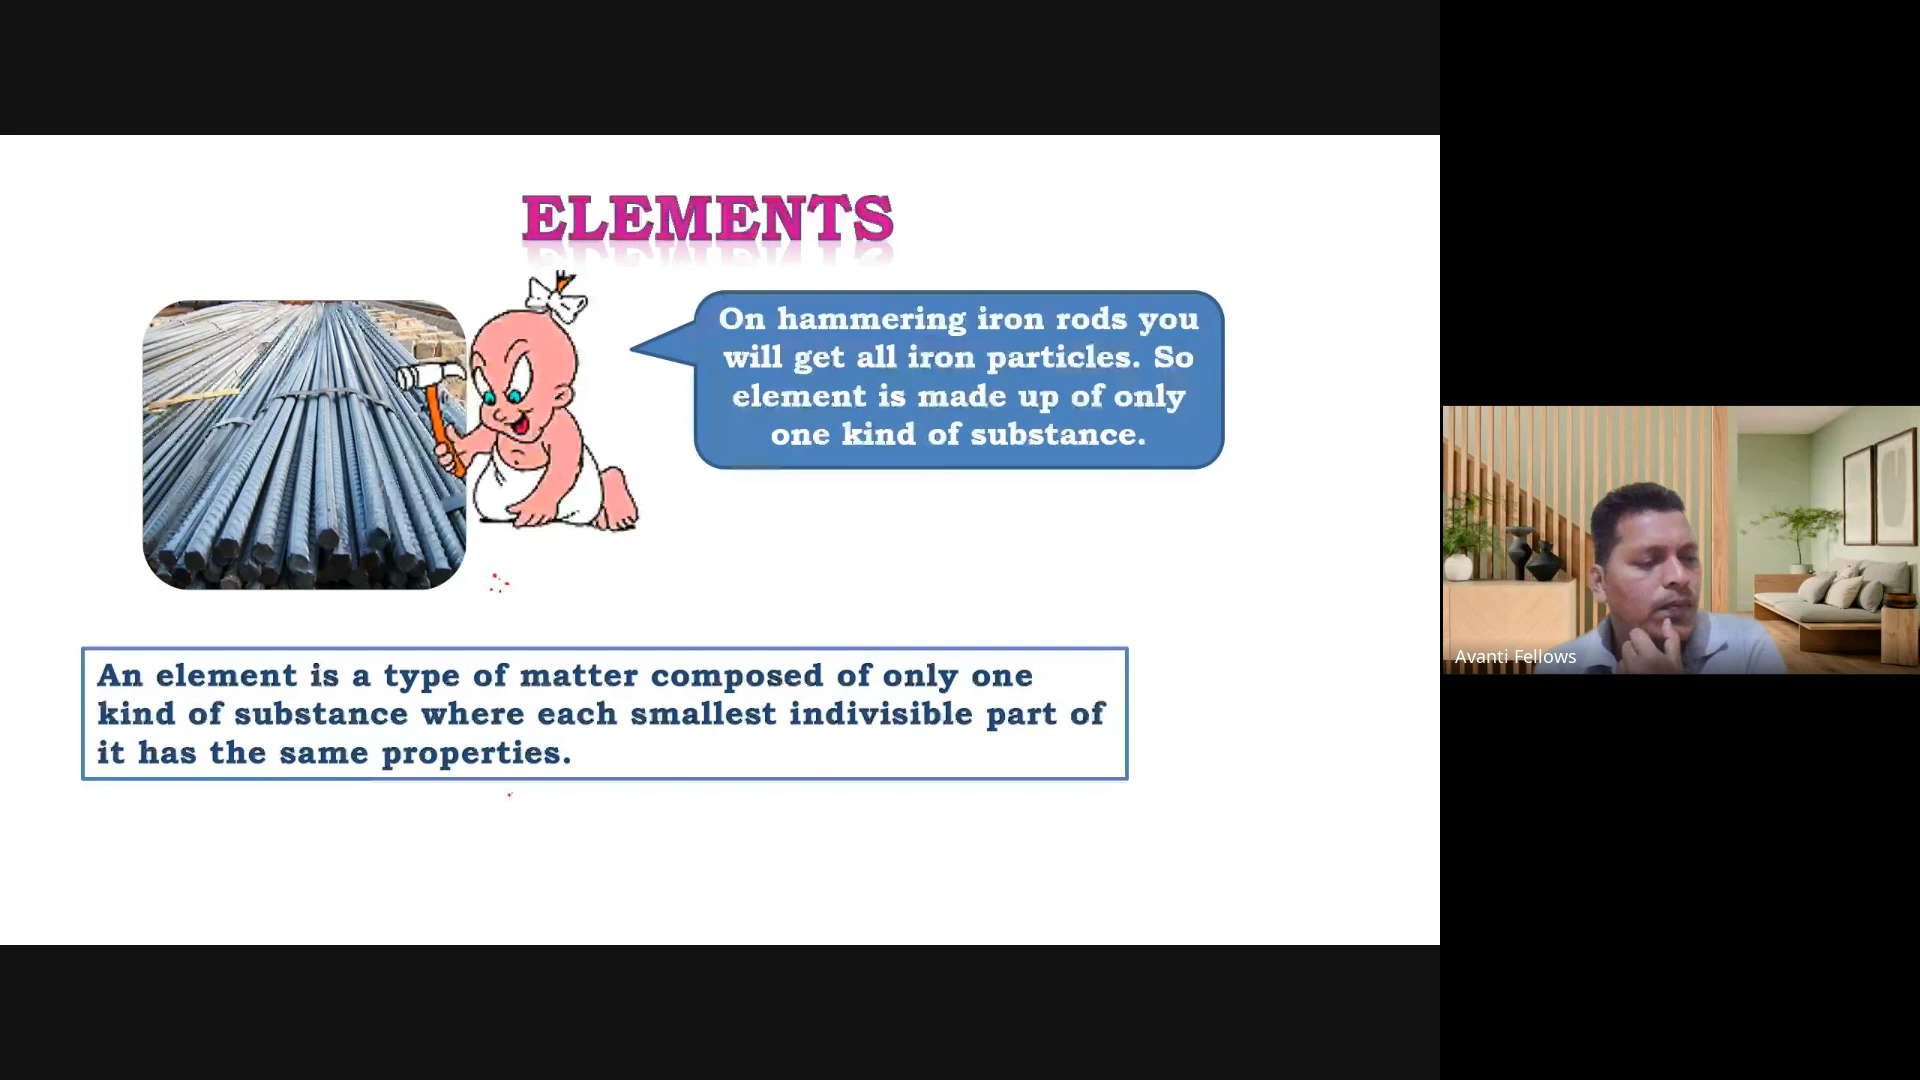 ELEMENTS
On hammering iron rods you
will get all iron particles. So
element is made up of only
one kind of substance.
An element is a type of matter composed of only one
kind of substance where each smallest indivisible part of
it has the same properties.
Avanti Fellows